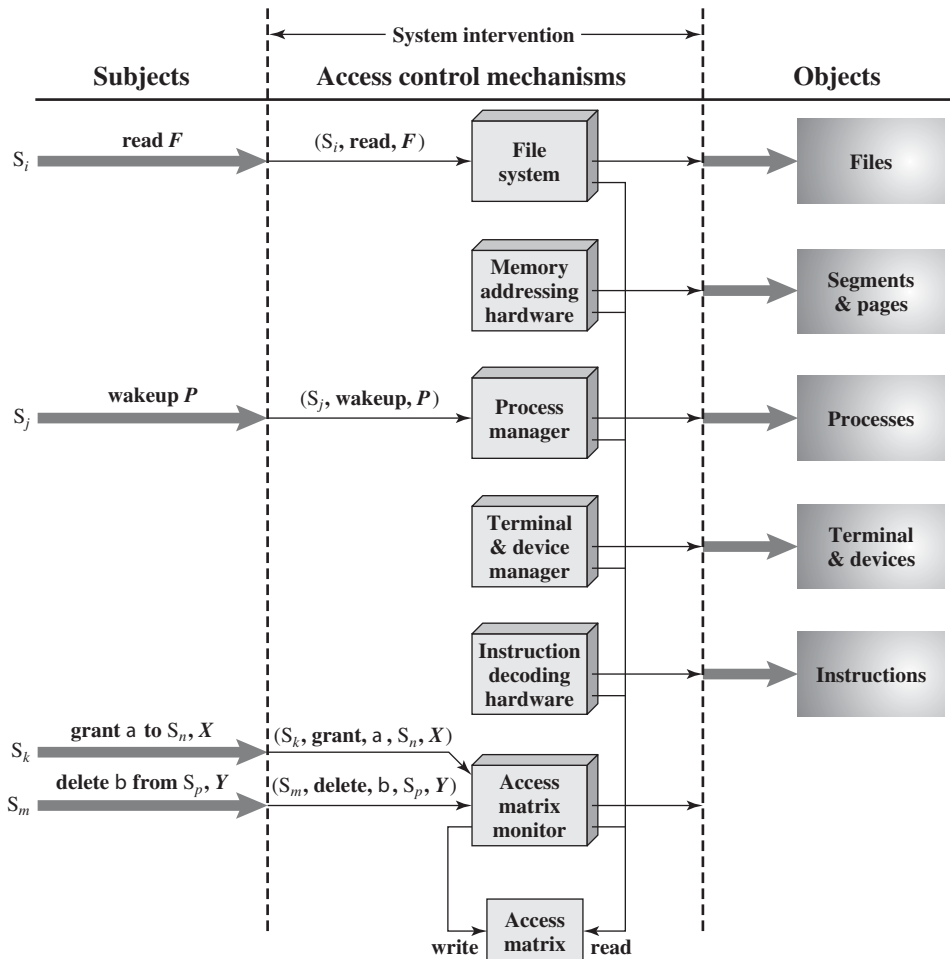 System intervention
Subjects
Access control mechanisms
Objects
Sᵢ
read F
(Sᵢ, read, F)
File
system
Files
Memory
addressing
hardware
Segments
& pages
Sⱼ
wakeup P
(Sⱼ, wakeup, P)
Process
manager
Processes
Terminal
& device
manager
Terminal
& devices
Instruction
decoding
hardware
Instructions
Sₖ
grant a to Sₙ, X
(Sₖ, grant, a , Sₙ, X)
Sₘ
delete b from Sₚ, Y
(Sₘ, delete, b, Sₚ, Y)
Access
matrix
monitor
write
Access
matrix
read